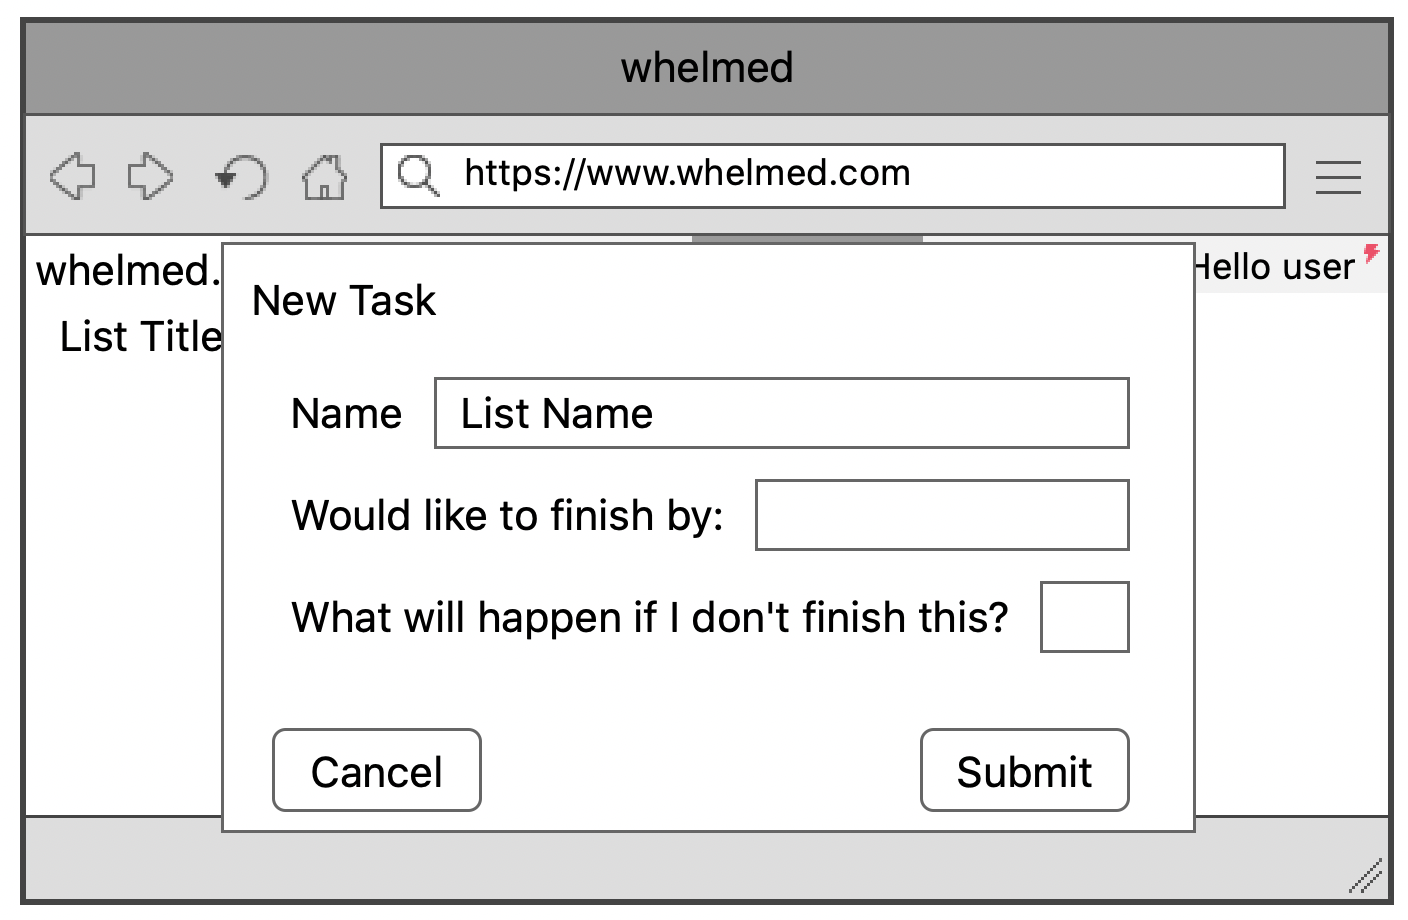 whelmed
https://www.whelmed.com
whelmed.
Hello user
List Title
New Task
Name List Name
Would like to finish by:
What will happen if I don't finish this?
Cancel Submit